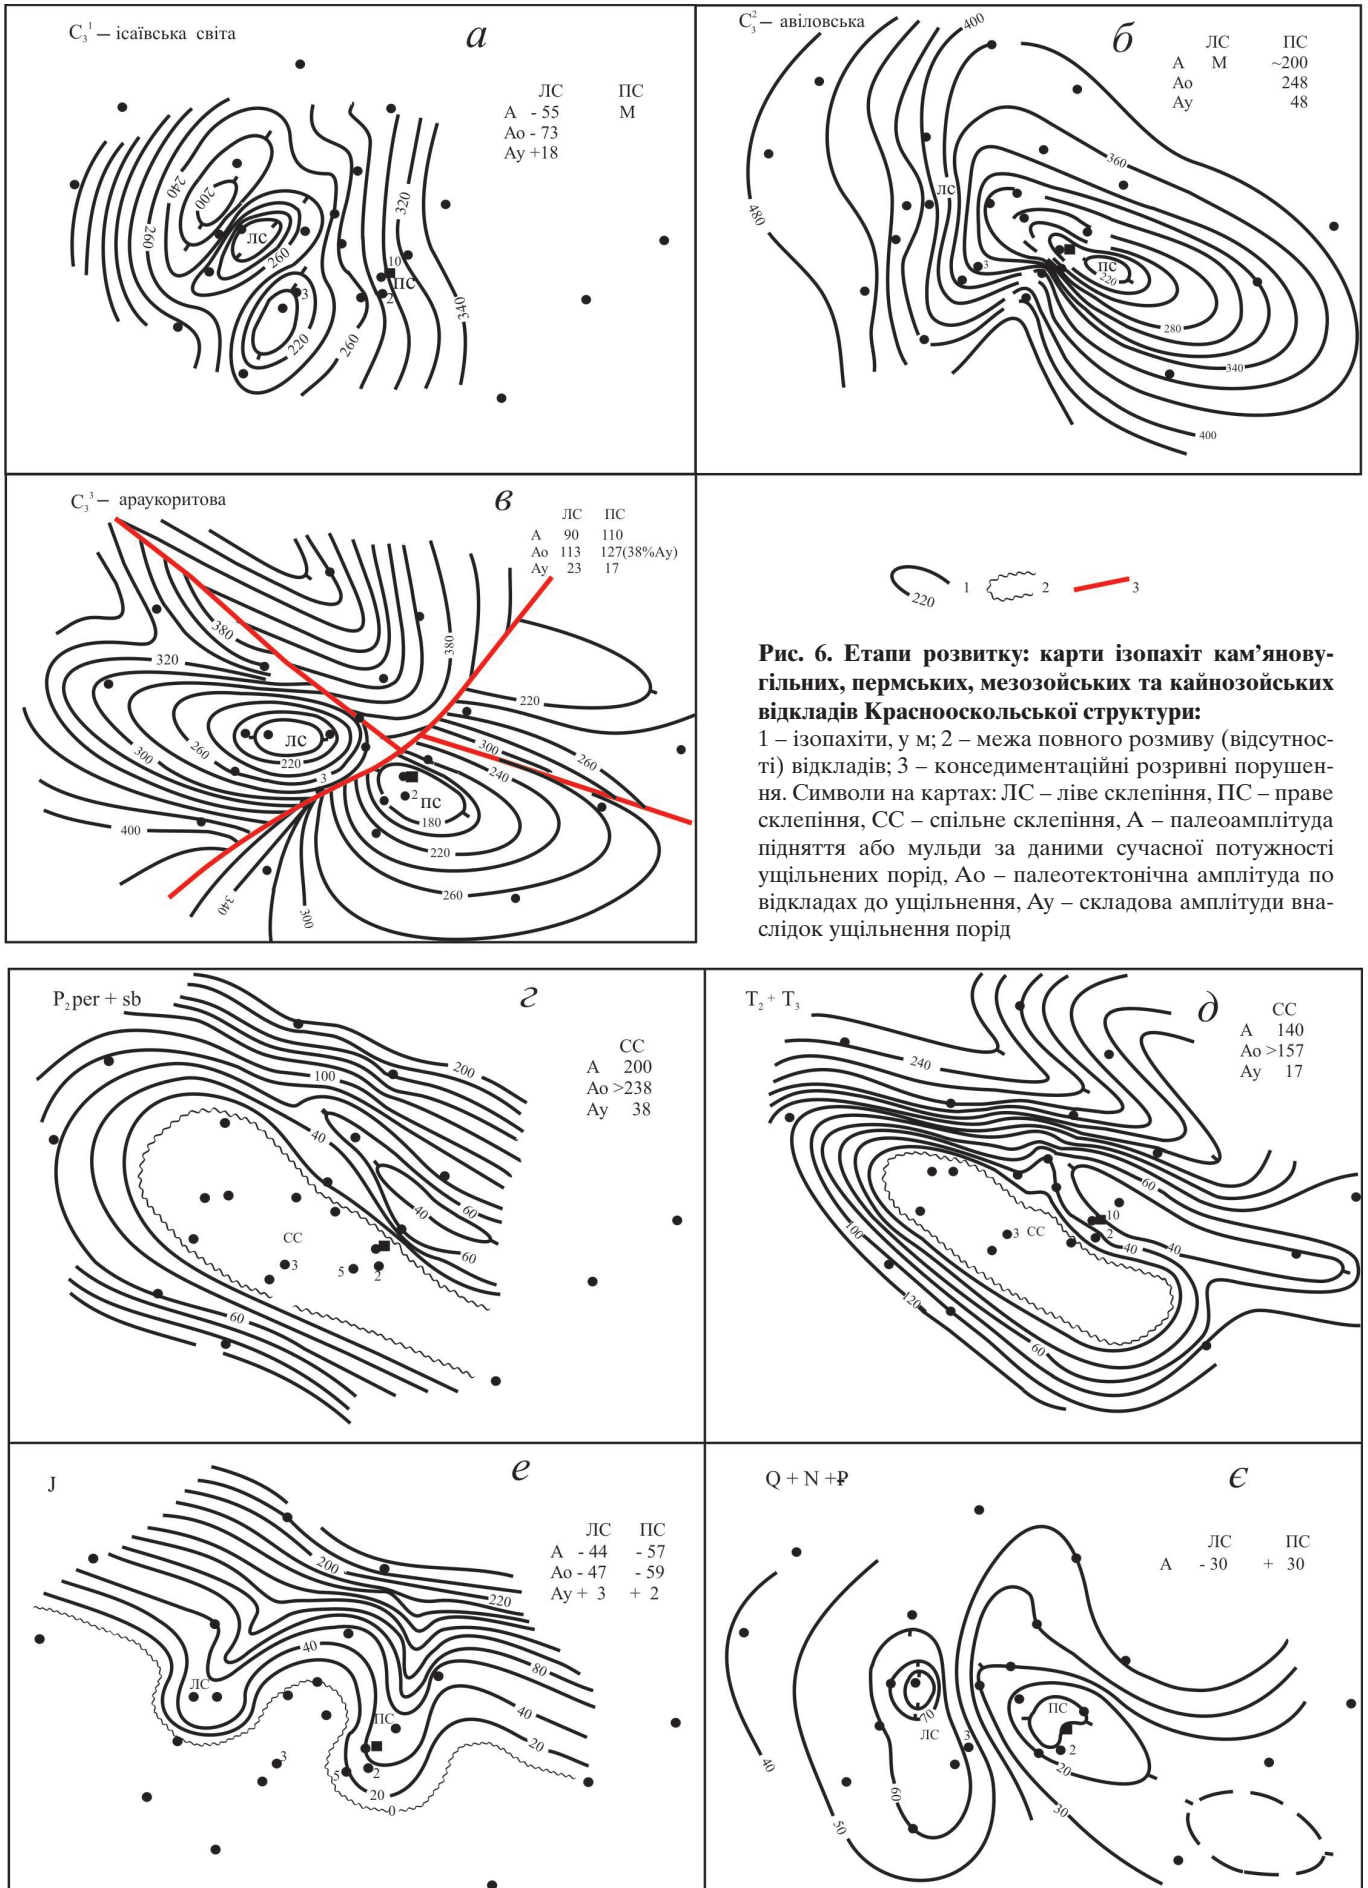 C₃¹ – ісаївська світа
а
ЛС ПС
А - 55 М
Ао - 73
Ау +18
240
200
260
ЛС
260
3
220
260
320
10
ПС
2
340
C₃² – авіловська
б
ЛС ПС
А М ~200
Ао 248
Ау 48
400
480
ЛС
360
3
ПС
220
280
340
400
C₃³ – араукоритова
в
ЛС ПС
А 90 110
Ао 113 127(38%Ау)
Ау 23 17
380
380
320
220
260
ЛС
220
300
3
300
260
240
2
ПС
180
400
220
260
340
300
220 1 2 3
Рис. 6. Етапи розвитку: карти ізопахіт кам’янову-
гільних, пермських, мезозойських та кайнозойських
відкладів Краснооскольської структури:
1 – ізопахіти, у м; 2 – межа повного розмиву (відсутнос-
ті) відкладів; 3 – конседиментаційні розривні порушен-
ня. Символи на картах: ЛС – ліве склепіння, ПС – праве
склепіння, СС – спільне склепіння, А – палеоамплітуда
підняття або мульди за даними сучасної потужності
ущільнених порід, Ао – палеотектонічна амплітуда по
відкладах до ущільнення, Ау – складова амплітуди вна-
слідок ущільнення порід
P₂per + sb
г
СС
А 200
Ао >238
Ау 38
200
100
40
60
40
60
СС
3
5
2
60
T₂ + T₃
д
СС
А 140
Ао >157
Ау 17
240
60
100
10
3 СС
2
40
40
120
60
J
е
ЛС ПС
А - 44 - 57
Ао - 47 - 59
Ау + 3 + 2
200
220
40
80
ЛС
ПС
40
20
3
5
2
20
0
Q + N +₽
є
ЛС ПС
А - 30 + 30
70
ЛС
ПС
3
2
20
40
60
50
30